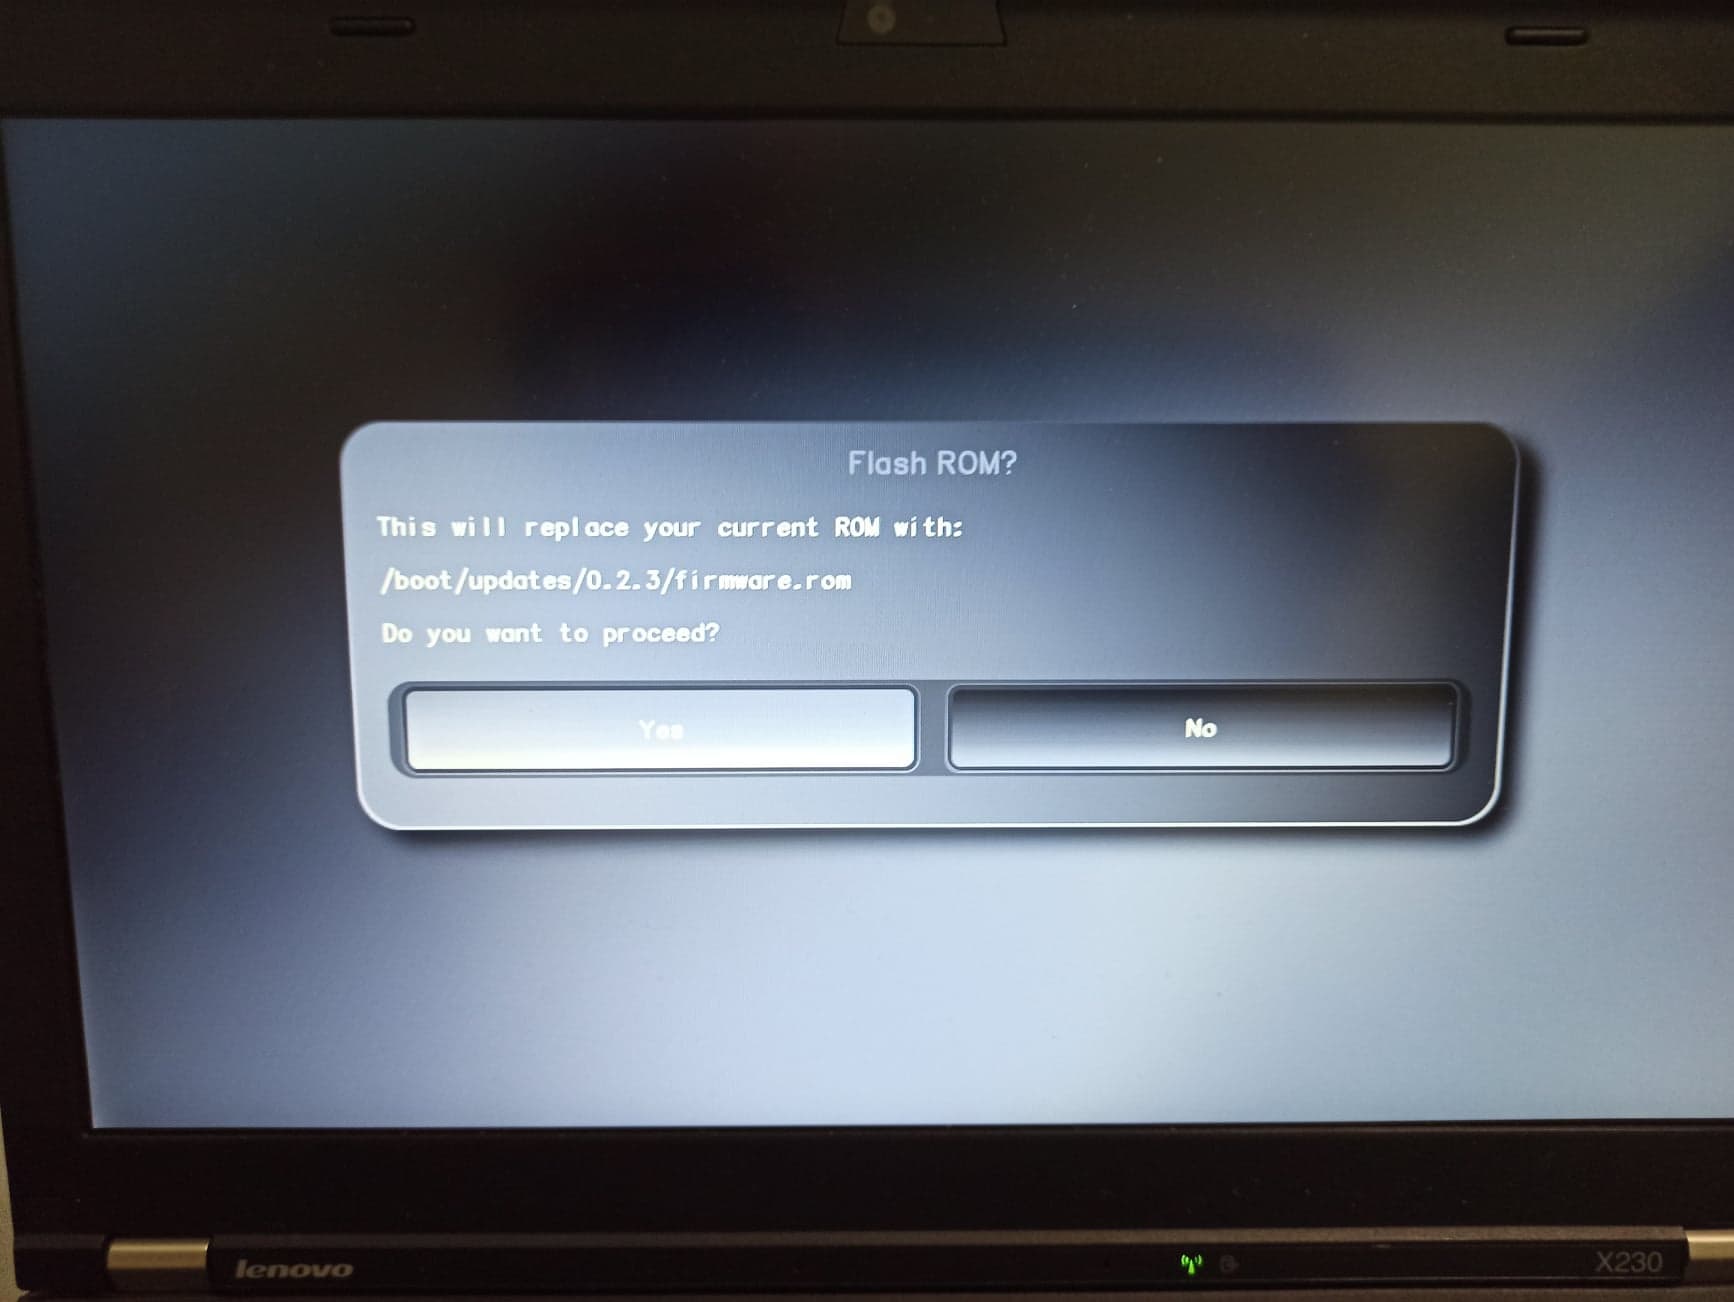 Flash ROM?
This will replace your current ROM with:
/boot/updates/0.2.3/firmware.rom
Do you want to proceed?
Yes No
lenovo X230